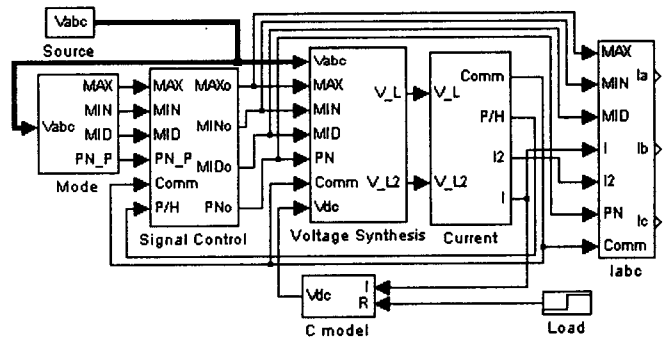 Vabc
Source
Vabc
MAX
MIN
MID
PN_P
Mode
MAX
MIN
MID
PN_P
Comm
P/H
MAXo
MINo
MIDo
PNo
Signal Control
Vabc
MAX
MIN
MID
PN
Comm
Vdc
V_L
V_L2
Voltage Synthesis
V_L
V_L2
Comm
P/H
I2
I
Current
MAX
MIN
MID
I
I2
PN
Comm
Ia
Ib
Ic
Iabc
Vdc
I
R
C model
Load